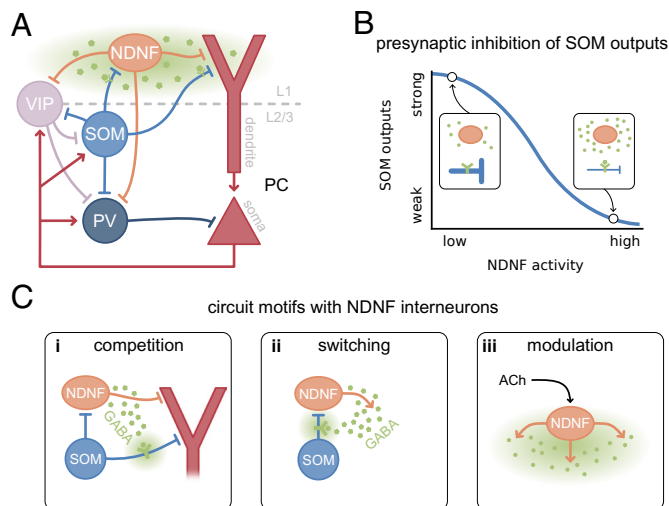 A
NDNF
VIP
L1
L2/3
SOM
dendrite
PC
PV
soma
B
presynaptic inhibition of SOM outputs
strong
SOM outputs
weak
low
high
NDNF activity
C
circuit motifs with NDNF interneurons
i competition
NDNF
GABA
SOM
ii switching
NDNF
GABA
SOM
iii modulation
ACh
NDNF